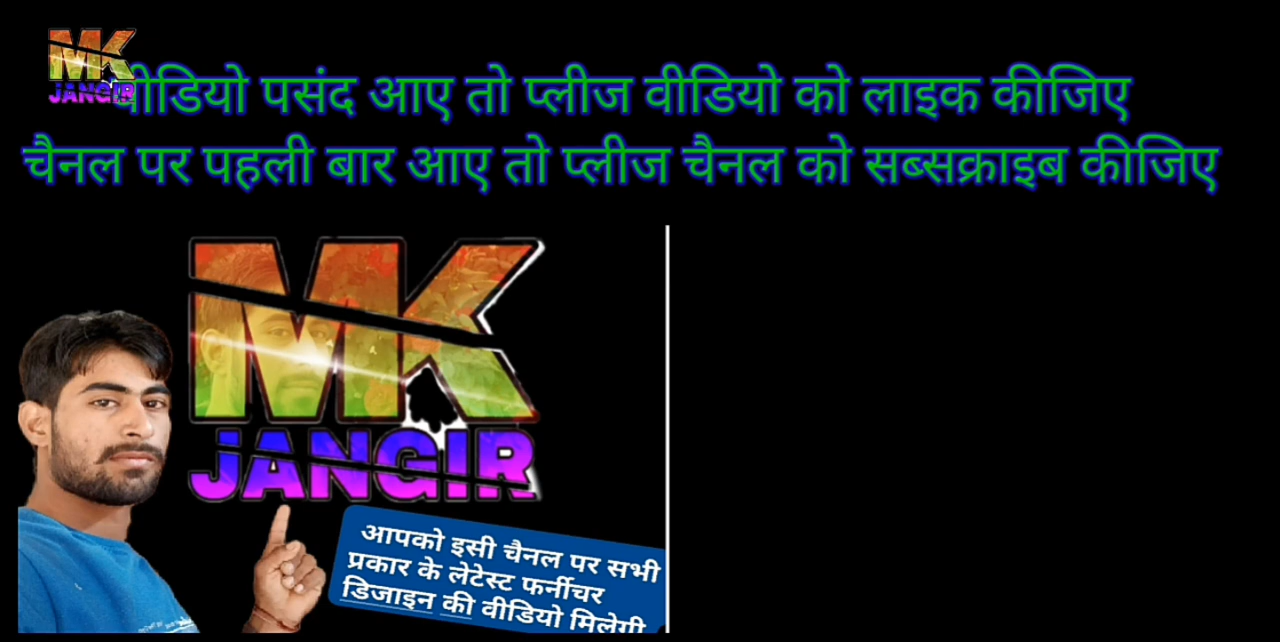 MK
JANGIR
वीडियो पसंद आए तो प्लीज वीडियो को लाइक कीजिए
चैनल पर पहली बार आए तो प्लीज चैनल को सब्सक्राइब कीजिए
MK
JANGIR
आपको इसी चैनल पर सभी
प्रकार के लेटेस्ट फर्नीचर
डिजाइन की वीडियो मिलेगी